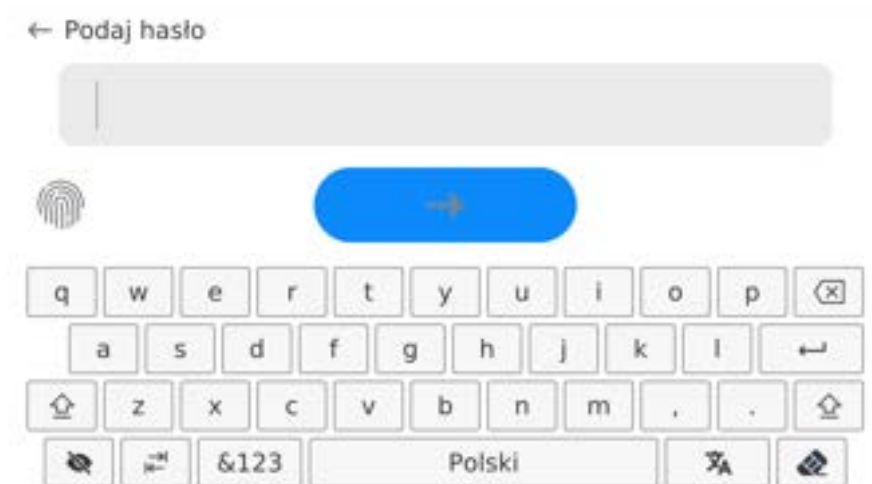 ← Podaj hasło
q w e r t y u i o p
a s d f g h j k l
z x c v b n m , .
&123 Polski